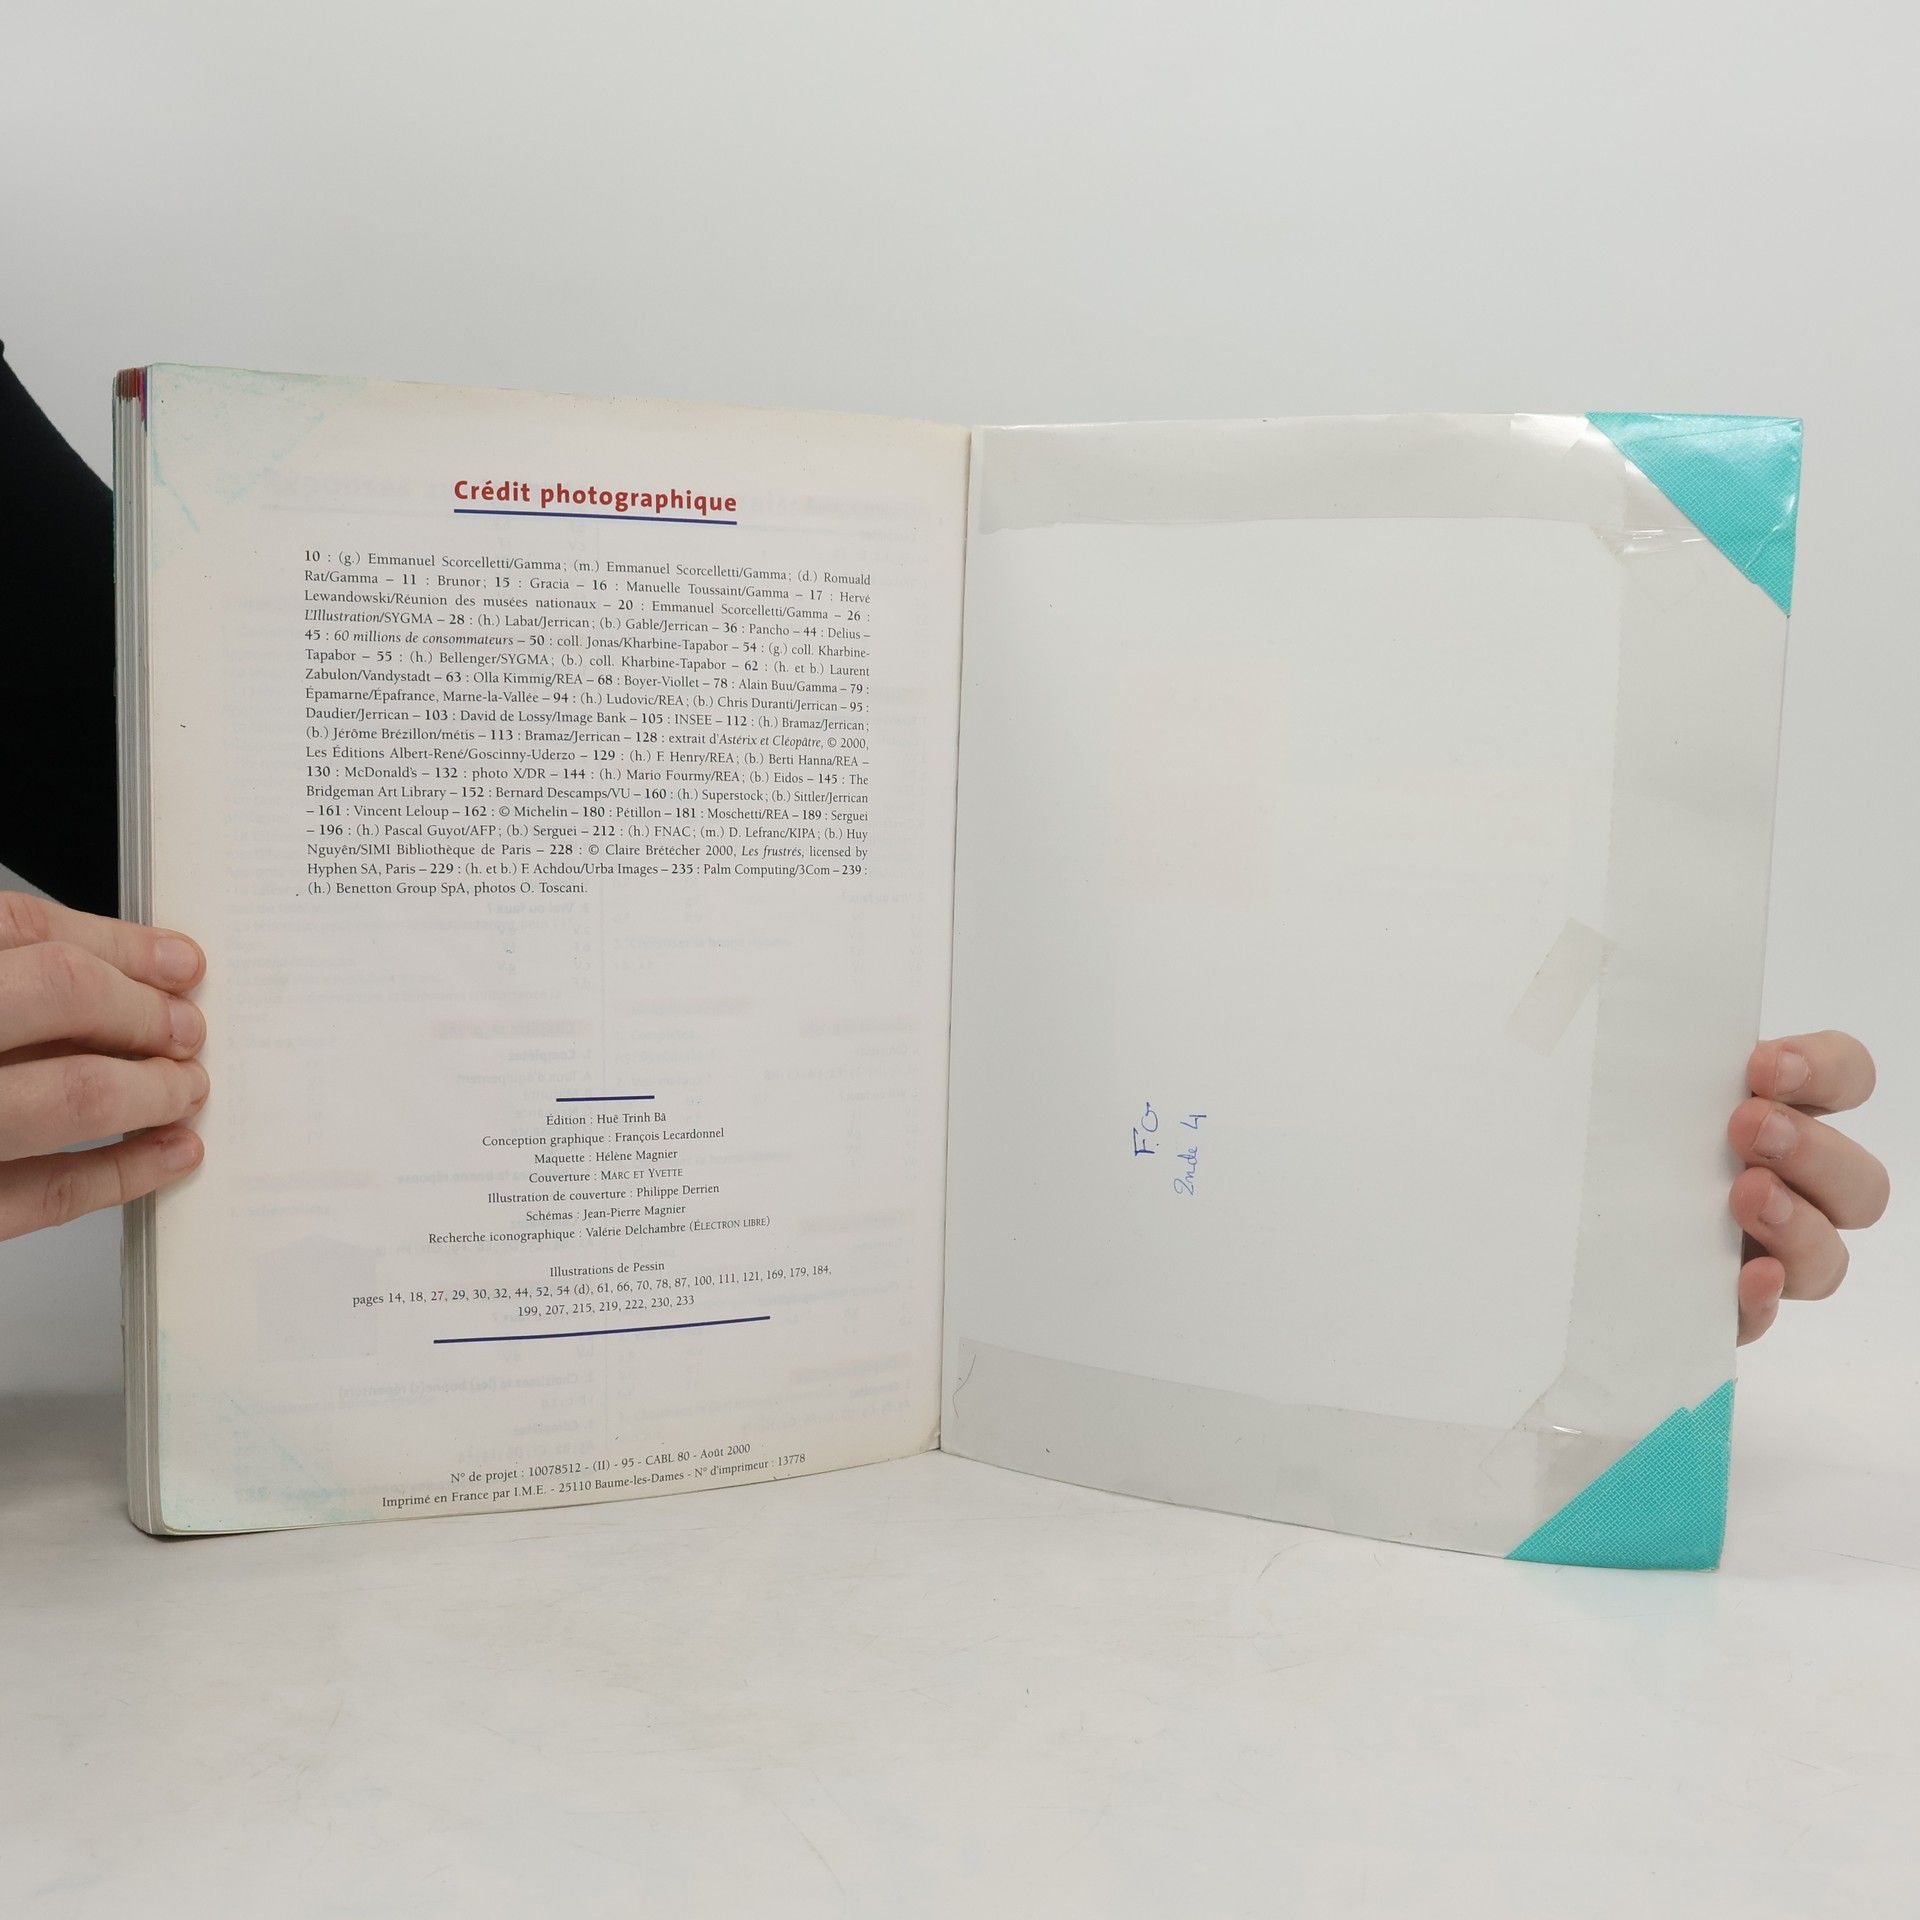 Crédit photographique
10 : (g.) Emmanuel Scorcelletti/Gamma ; (m.) Emmanuel Scorcelletti/Gamma ; (d.) Romuald
Rat/Gamma – 11 : Brunor ; 15 : Gracia – 16 : Manuelle Toussaint/Gamma – 17 : Hervé
Lewandowski/Réunion des musées nationaux – 20 : Emmanuel Scorcelletti/Gamma – 26 :
L'Illustration/SYGMA – 28 : (h.) Labat/Jerrican ; (b.) Gable/Jerrican – 36 : Pancho – 44 : Delius –
45 : 60 millions de consommateurs – 50 : coll. Jonas/Kharbine-Tapabor – 54 : (g.) coll. Kharbine-
Tapabor – 55 : (h.) Bellenger/SYGMA ; (b.) coll. Kharbine-Tapabor – 62 : (h. et b.) Laurent
Zabulon/Vandystadt – 63 : Olla Kimmig/REA – 68 : Boyer-Viollet – 78 : Alain Buu/Gamma – 79 :
Épamarne/Épafrance, Marne-la-Vallée – 94 : (h.) Ludovic/REA ; (b.) Chris Duranti/Jerrican – 95 :
Daudier/Jerrican – 103 : David de Lossy/Image Bank – 105 : INSEE – 112 : (h.) Bramaz/Jerrican ;
(b.) Jérôme Brézillon/métis – 113 : Bramaz/Jerrican – 128 : extrait d'Astérix et Cléopâtre, © 2000,
Les Éditions Albert-René/Goscinny-Uderzo – 129 : (h.) F. Henry/REA ; (b.) Berti Hanna/REA –
130 : McDonald's – 132 : photo X/DR – 144 : (h.) Mario Fourmy/REA ; (b.) Eidos – 145 : The
Bridgeman Art Library – 152 : Bernard Descamps/VU – 160 : (h.) Superstock ; (b.) Sittler/Jerrican
– 161 : Vincent Leloup – 162 : © Michelin – 180 : Pétillon – 181 : Moschetti/REA – 189 : Serguei
– 196 : (h.) Pascal Guyot/AFP ; (b.) Serguei – 212 : (h.) FNAC ; (m.) D. Lefranc/KIPA ; (b.) Huy
Nguyên/SIMI Bibliothèque de Paris – 228 : © Claire Brétécher 2000, Les frustrés, licensed by
Hyphen SA, Paris – 229 : (h. et b.) F. Achdou/Urba Images – 235 : Palm Computing/3Com – 239 :
(h.) Benetton Group SpA, photos O. Toscani.
Édition : Huê Trinh Bâ
Conception graphique : François Lecardonnel
Maquette : Hélène Magnier
Couverture : MARC ET YVETTE
Illustration de couverture : Philippe Derrien
Schémas : Jean-Pierre Magnier
Recherche iconographique : Valérie Delchambre (ÉLECTRON LIBRE)
Illustrations de Pessin
pages 14, 18, 27, 29, 30, 32, 44, 52, 54 (d), 61, 66, 70, 78, 87, 100, 111, 121, 169, 179, 184,
199, 207, 215, 219, 222, 230, 233
N° de projet : 10078512 - (II) - 95 - CABL 80 - Août 2000
Imprimé en France par I.M.E. - 25110 Baume-les-Dames - N° d'imprimeur : 13778
2nde 4